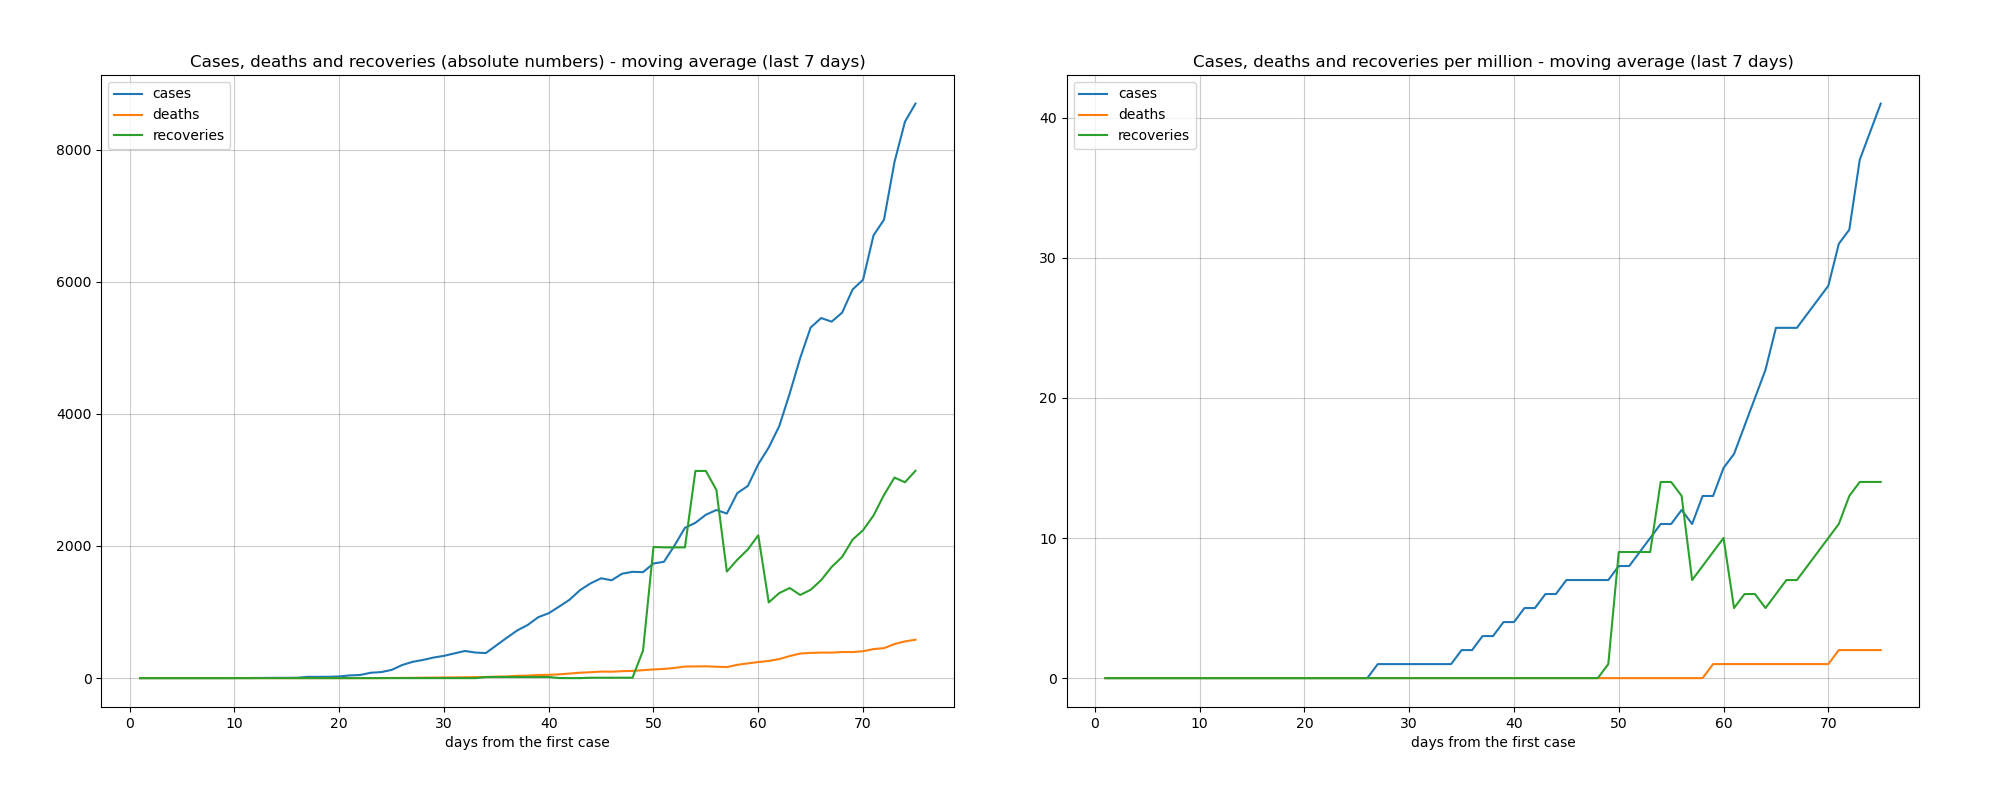 Cases, deaths and recoveries (absolute numbers) - moving average (last 7 days)
cases
deaths
recoveries
8000
6000
4000
2000
0
0 10 20 30 40 50 60 70
days from the first case
Cases, deaths and recoveries per million - moving average (last 7 days)
cases
deaths
recoveries
40
30
20
10
0
0 10 20 30 40 50 60 70
days from the first case